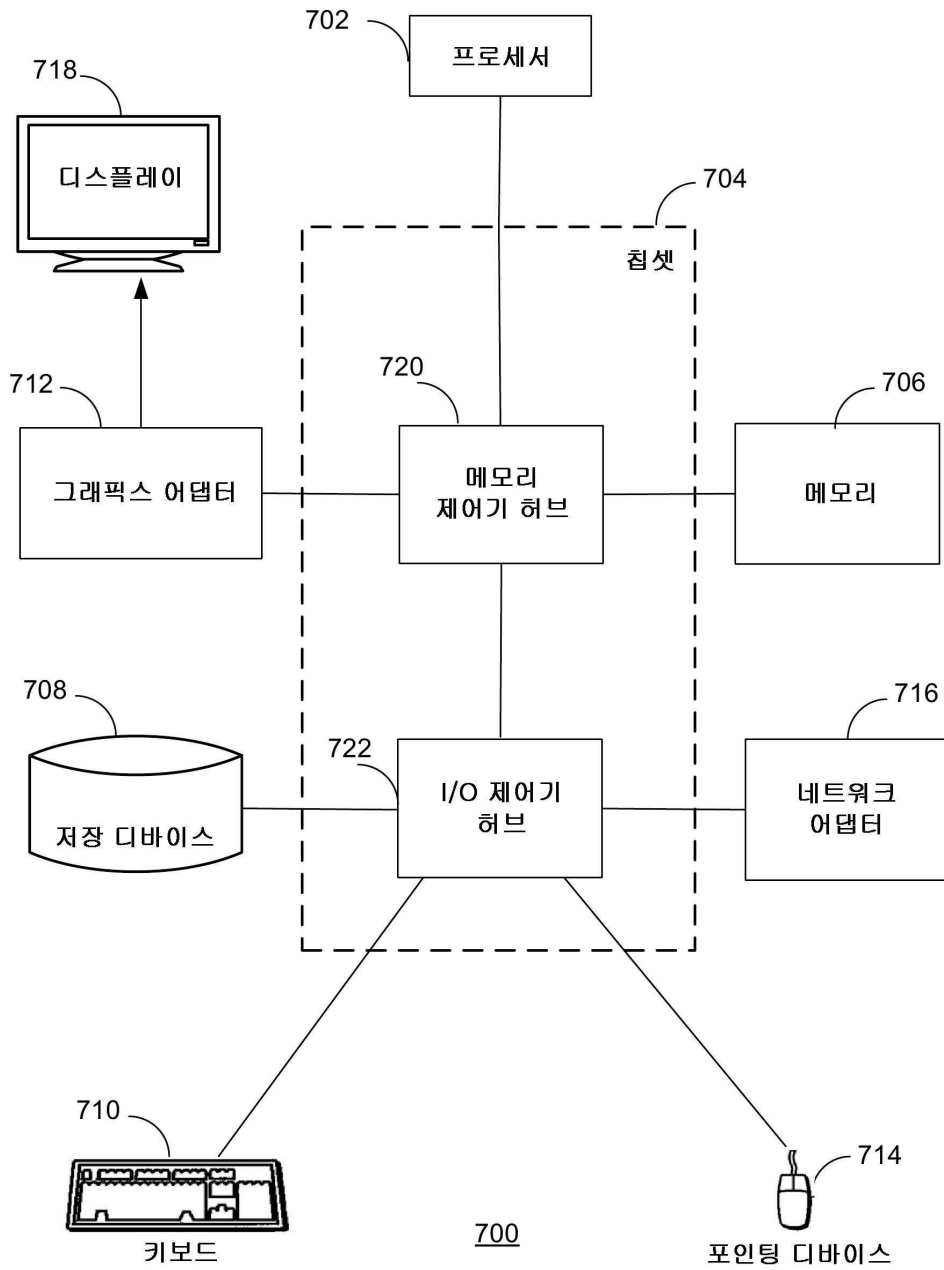 702
프로세서
718
디스플레이
704
칩셋
712
그래픽스 어댑터
720
메모리
제어기 허브
706
메모리
708
저장 디바이스
722
I/O 제어기
허브
716
네트워크
어댑터
710
키보드
700
714
포인팅 디바이스